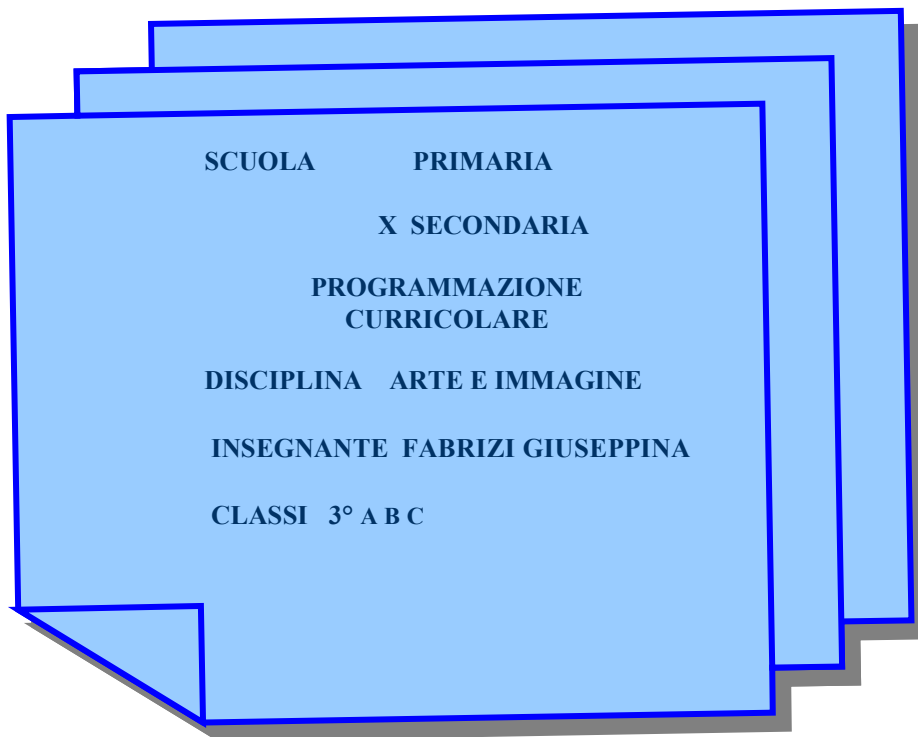 SCUOLA PRIMARIA
X SECONDARIA
PROGRAMMAZIONE
CURRICOLARE
DISCIPLINA ARTE E IMMAGINE
INSEGNANTE FABRIZI GIUSEPPINA
CLASSI 3° A B C